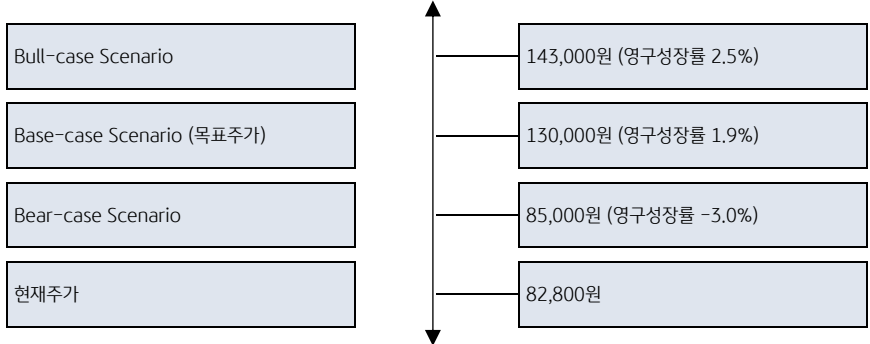 Bull-case Scenario
143,000원 (영구성장률 2.5%)
Base-case Scenario (목표주가)
130,000원 (영구성장률 1.9%)
Bear-case Scenario
85,000원 (영구성장률 -3.0%)
현재주가
82,800원